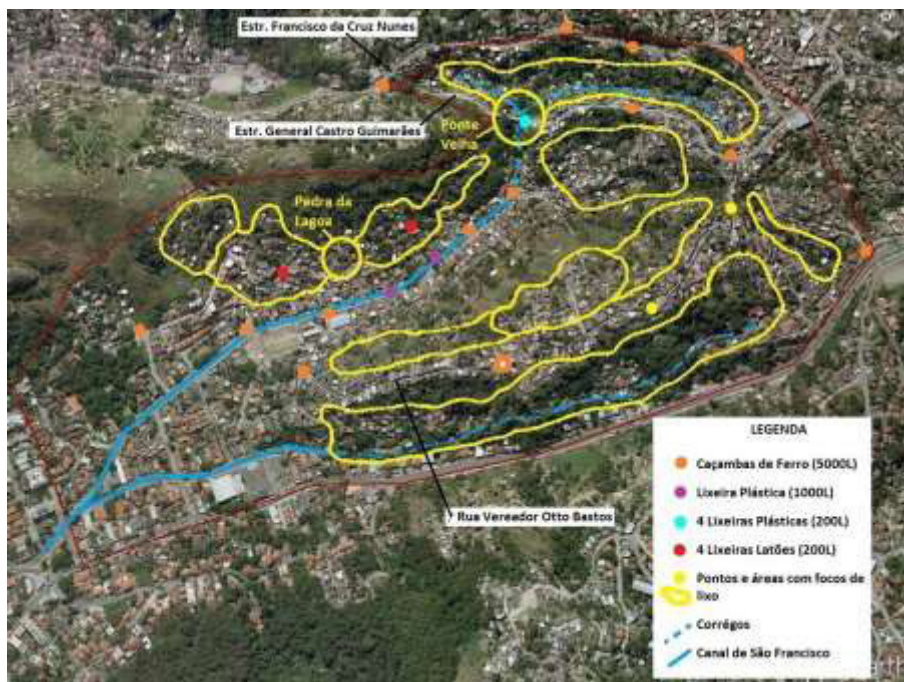 Estr. Francisco da Cruz Nunes
Estr. General Castro Guimarães
Ponte
Velha
Pedra da
Lagoa
Rua Vereador Otto Bastos
LEGENDA
Caçambas de Ferro (5000L)
Lixeira Plástica (1000L)
4 Lixeiras Plásticas (200L)
4 Lixeiras Latões (200L)
Pontos e áreas com focos de
lixo
Corrégos
Canal de São Francisco